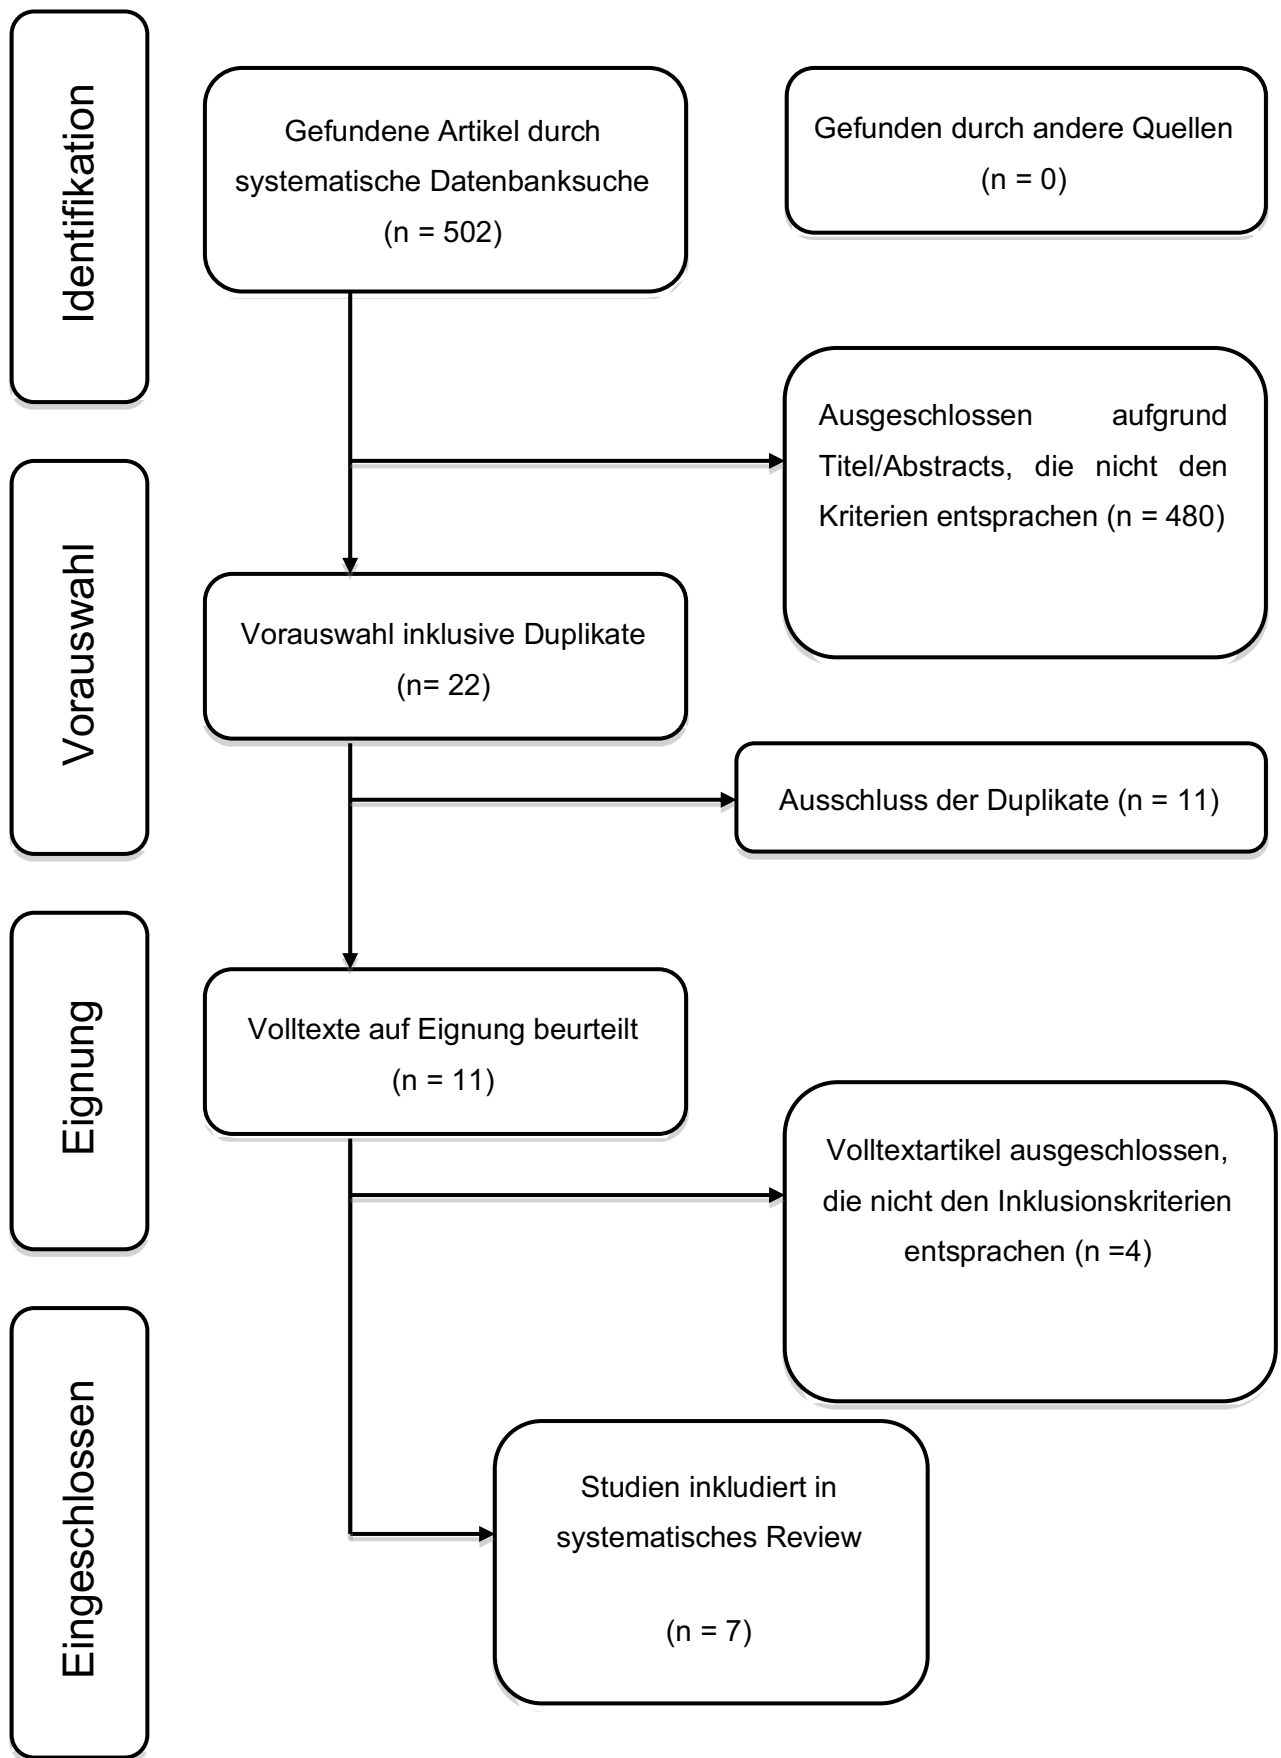 Identifikation
Gefundene Artikel durch
systematische Datenbanksuche
(n = 502)
Gefunden durch andere Quellen
(n = 0)
Ausgeschlossen aufgrund
Titel/Abstracts, die nicht den
Kriterien entsprachen (n = 480)
Vorauswahl
Vorauswahl inklusive Duplikate
(n= 22)
Ausschluss der Duplikate (n = 11)
Eignung
Volltexte auf Eignung beurteilt
(n = 11)
Volltextartikel ausgeschlossen,
die nicht den Inklusionskriterien
entsprachen (n =4)
Eingeschlossen
Studien inkludiert in
systematisches Review
(n = 7)